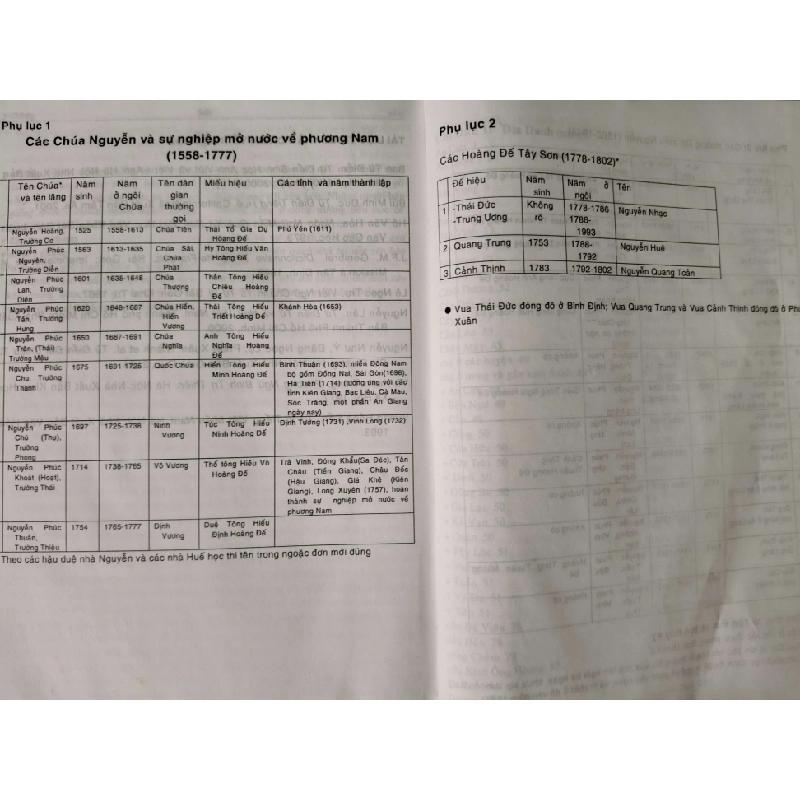 Phụ lục 1
Các Chúa Nguyễn và sự nghiệp mở nước về phương Nam
(1558-1777)
Tên Chúa* và tên lăng | Năm sinh | Năm ở ngôi Chúa | Tên dân gian thường gọi | Miếu hiệu | Các tỉnh và năm thành lập
Nguyễn Hoàng, Trường Cơ | 1525 | 1558-1613 | Chúa Tiên | Thái Tổ Gia Dụ Hoàng Đế | Phú Yên (1611)
Nguyễn Phúc Nguyên, Trường Diễn | 1563 | 1613-1635 | Chúa Sãi, Chúa Phật | Hy Tông Hiếu Văn Hoàng Đế
Nguyễn Phúc Lan, Trường Diên | 1601 | 1635-1648 | Chúa Thượng | Thần Tông Hiếu Chiêu Hoàng Đế
Nguyễn Phúc Tần, Trường Hưng | 1620 | 1648-1687 | Chúa Hiền, Hiền Vương | Thái Tông Hiếu Triết Hoàng Đế | Khánh Hòa (1653)
Nguyễn Phúc Trăn, (Thái) Trường Mậu | 1650 | 1687-1691 | Chúa Nghĩa | Anh Tông Hiếu Nghĩa Hoàng Đế
Nguyễn Phúc Chu Trường Thanh | 1675 | 1691-1725 | Quốc Chúa | Hiển Tông Hiếu Minh Hoàng Đế | Bình Thuận (1693), miền Đông Nam bộ gồm Đồng Nai, Sài Gòn(1698), Hà Tiên (1714) (tương ứng với các tỉnh Kiên Giang, Bạc Liêu, Cà Mau, Sóc Trăng, một phần An Giang ngày nay)
Nguyễn Phúc Chú (Thụ), Trường Phong | 1697 | 1725-1738 | Ninh Vương | Túc Tông Hiếu Ninh Hoàng Đế | Định Tường (1731) ,Vĩnh Long (1732)
Nguyễn Phúc Khoát (Hoạt), Trường Thái | 1714 | 1738-1765 | Võ Vương | Thế tông Hiếu Võ Hoàng Đế | Trà Vinh, Đông Khẩu(Sa Đéc), Tân Châu (Tiền Giang), Châu Đốc (Hậu Giang), Giá Khê (Kiên Giang), Long Xuyên (1757), hoàn thành sự nghiệp mở nước về phương Nam
Nguyễn Phúc Thuần, Trường Thiệu | 1754 | 1765-1777 | Định Vương | Duệ Tông Hiếu Định Hoàng Đế
Theo các hậu duệ nhà Nguyễn và các nhà Huế học thì tên trong ngoặc đơn mới đúng
Phụ lục 2
Các Hoàng Đế Tây Sơn (1778-1802)*
Đế hiệu | Năm sinh | Năm ở ngôi | Tên
1 | -Thái Đức -Trung Ương | Không rõ | 1778-1786 1786-1993 | Nguyễn Nhạc
2 | Quang Trung | 1753 | 1788-1792 | Nguyễn Huệ
3 | Cảnh Thịnh | 1783 | 1792-1802 | Nguyễn Quang Toản
● Vua Thái Đức đóng đô ở Bình Định; Vua Quang Trung và Vua Cảnh Thịnh đóng đô ở Phú
Xuân